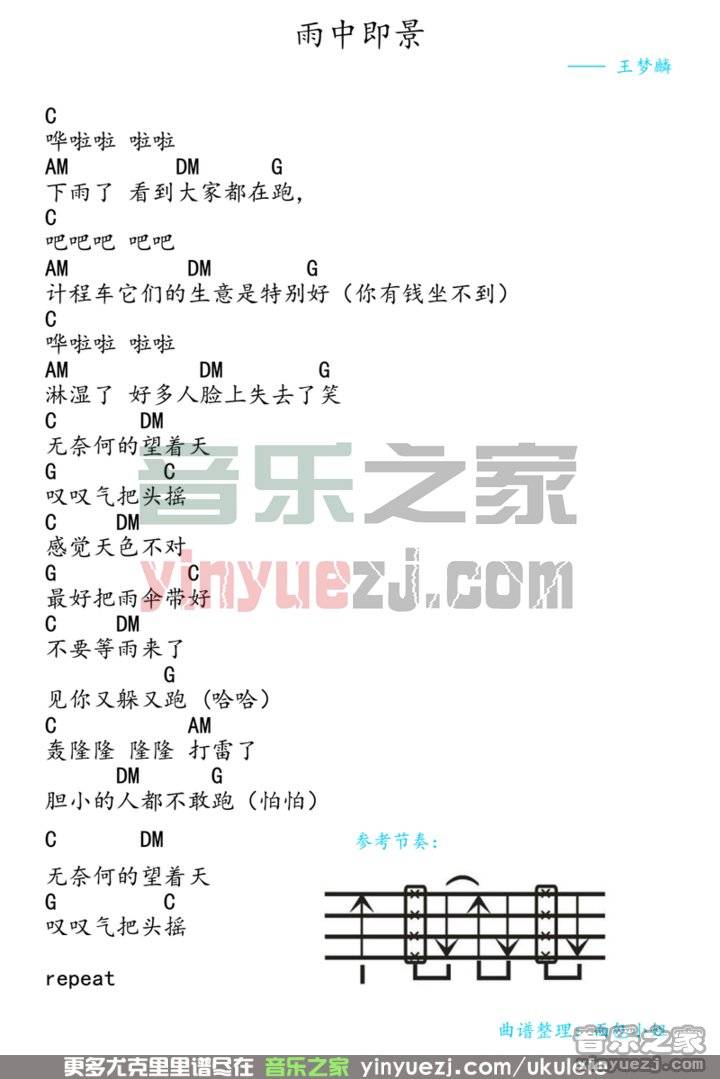 雨中即景
—— 王梦麟
C
哗啦啦 啦啦
AM DM G
下雨了 看到大家都在跑，
C
吧吧吧 吧吧
AM DM G
计程车它们的生意是特别好（你有钱坐不到）
C
哗啦啦 啦啦
AM DM G
淋湿了 好多人脸上失去了笑
C DM
无奈何的望着天
G C
叹叹气把头摇
C DM
感觉天色不对
G C
最好把雨伞带好
C DM
不要等雨来了
G
见你又躲又跑（哈哈）
C AM
轰隆隆 隆隆 打雷了
DM G
胆小的人都不敢跑（怕怕）
C DM
无奈何的望着天
G C
叹叹气把头摇
repeat
参考节奏：
音乐之家
yinyuezj.com
曲谱整理：
音乐之家
www.yinyuezj.com
更多尤克里里谱尽在 音乐之家 yinyuezj.com/ukulele